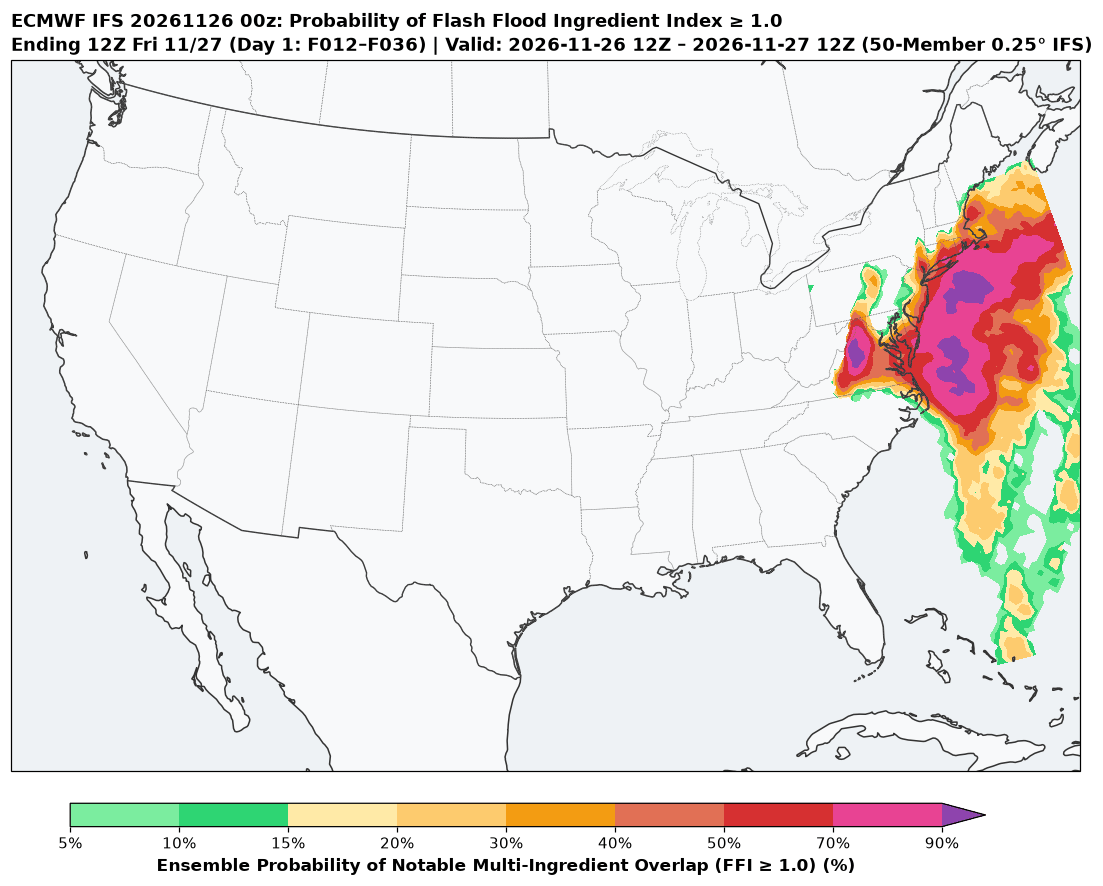 ECMWF IFS 20261126 00z: Probability of Flash Flood Ingredient Index ≥ 1.0
Ending 12Z Fri 11/27 (Day 1: F012–F036) | Valid: 2026-11-26 12Z – 2026-11-27 12Z (50-Member 0.25° IFS)
5% 10% 15% 20% 30% 40% 50% 70% 90%
Ensemble Probability of Notable Multi-Ingredient Overlap (FFI ≥ 1.0) (%)